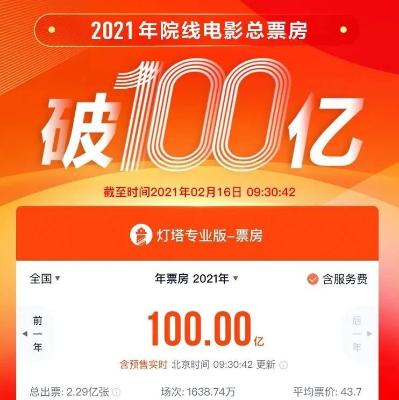 2021年院线电影总票房
破100亿
截至时间2021年02月16日 09:30:42
灯塔专业版-票房
全国
年票房 2021年
含服务费
前一年
100.00亿
后一年
含预售实时 北京时间 09:30:42 更新
总出票: 2.29亿张
场次: 1638.74万
平均票价: 43.7